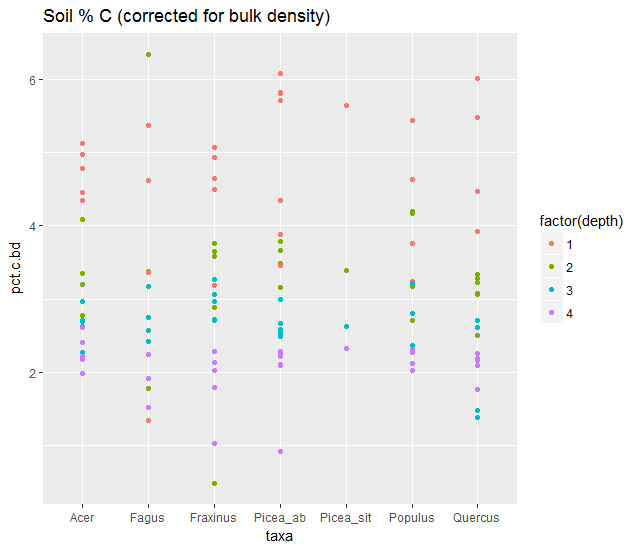 Soil % C (corrected for bulk density)
6
4
2
pct.c.bd
Acer Fagus Fraxinus Picea_ab Picea_sit Populus Quercus
taxa
factor(depth)
1
2
3
4